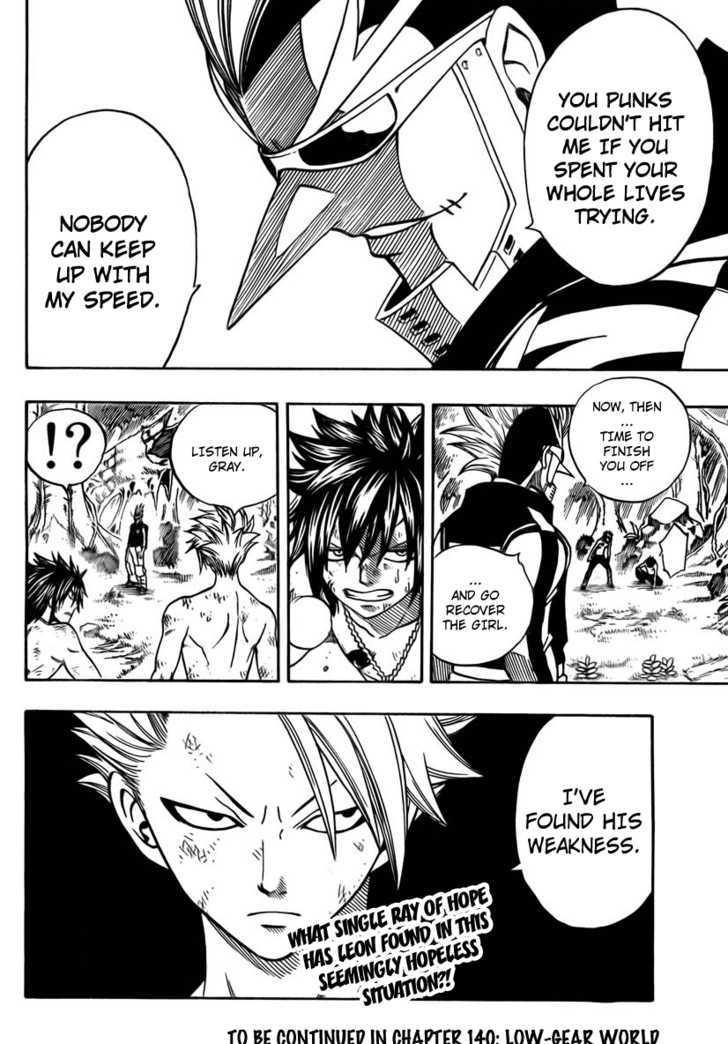 YOU PUNKS
COULDN'T HIT
ME IF YOU
SPENT YOUR
WHOLE LIVES
TRYING.
NOBODY
CAN KEEP
UP WITH
MY SPEED.
NOW, THEN
...
TIME TO
FINISH
YOU OFF
...
...
AND GO
RECOVER
THE GIRL.
LISTEN UP,
GRAY.
!?
I'VE
FOUND HIS
WEAKNESS.
WHAT SINGLE RAY OF HOPE
HAS LEON FOUND IN THIS
SEEMINGLY HOPELESS
SITUATION?!
TO BE CONTINUED IN CHAPTER 140: LOW-GEAR WORLD